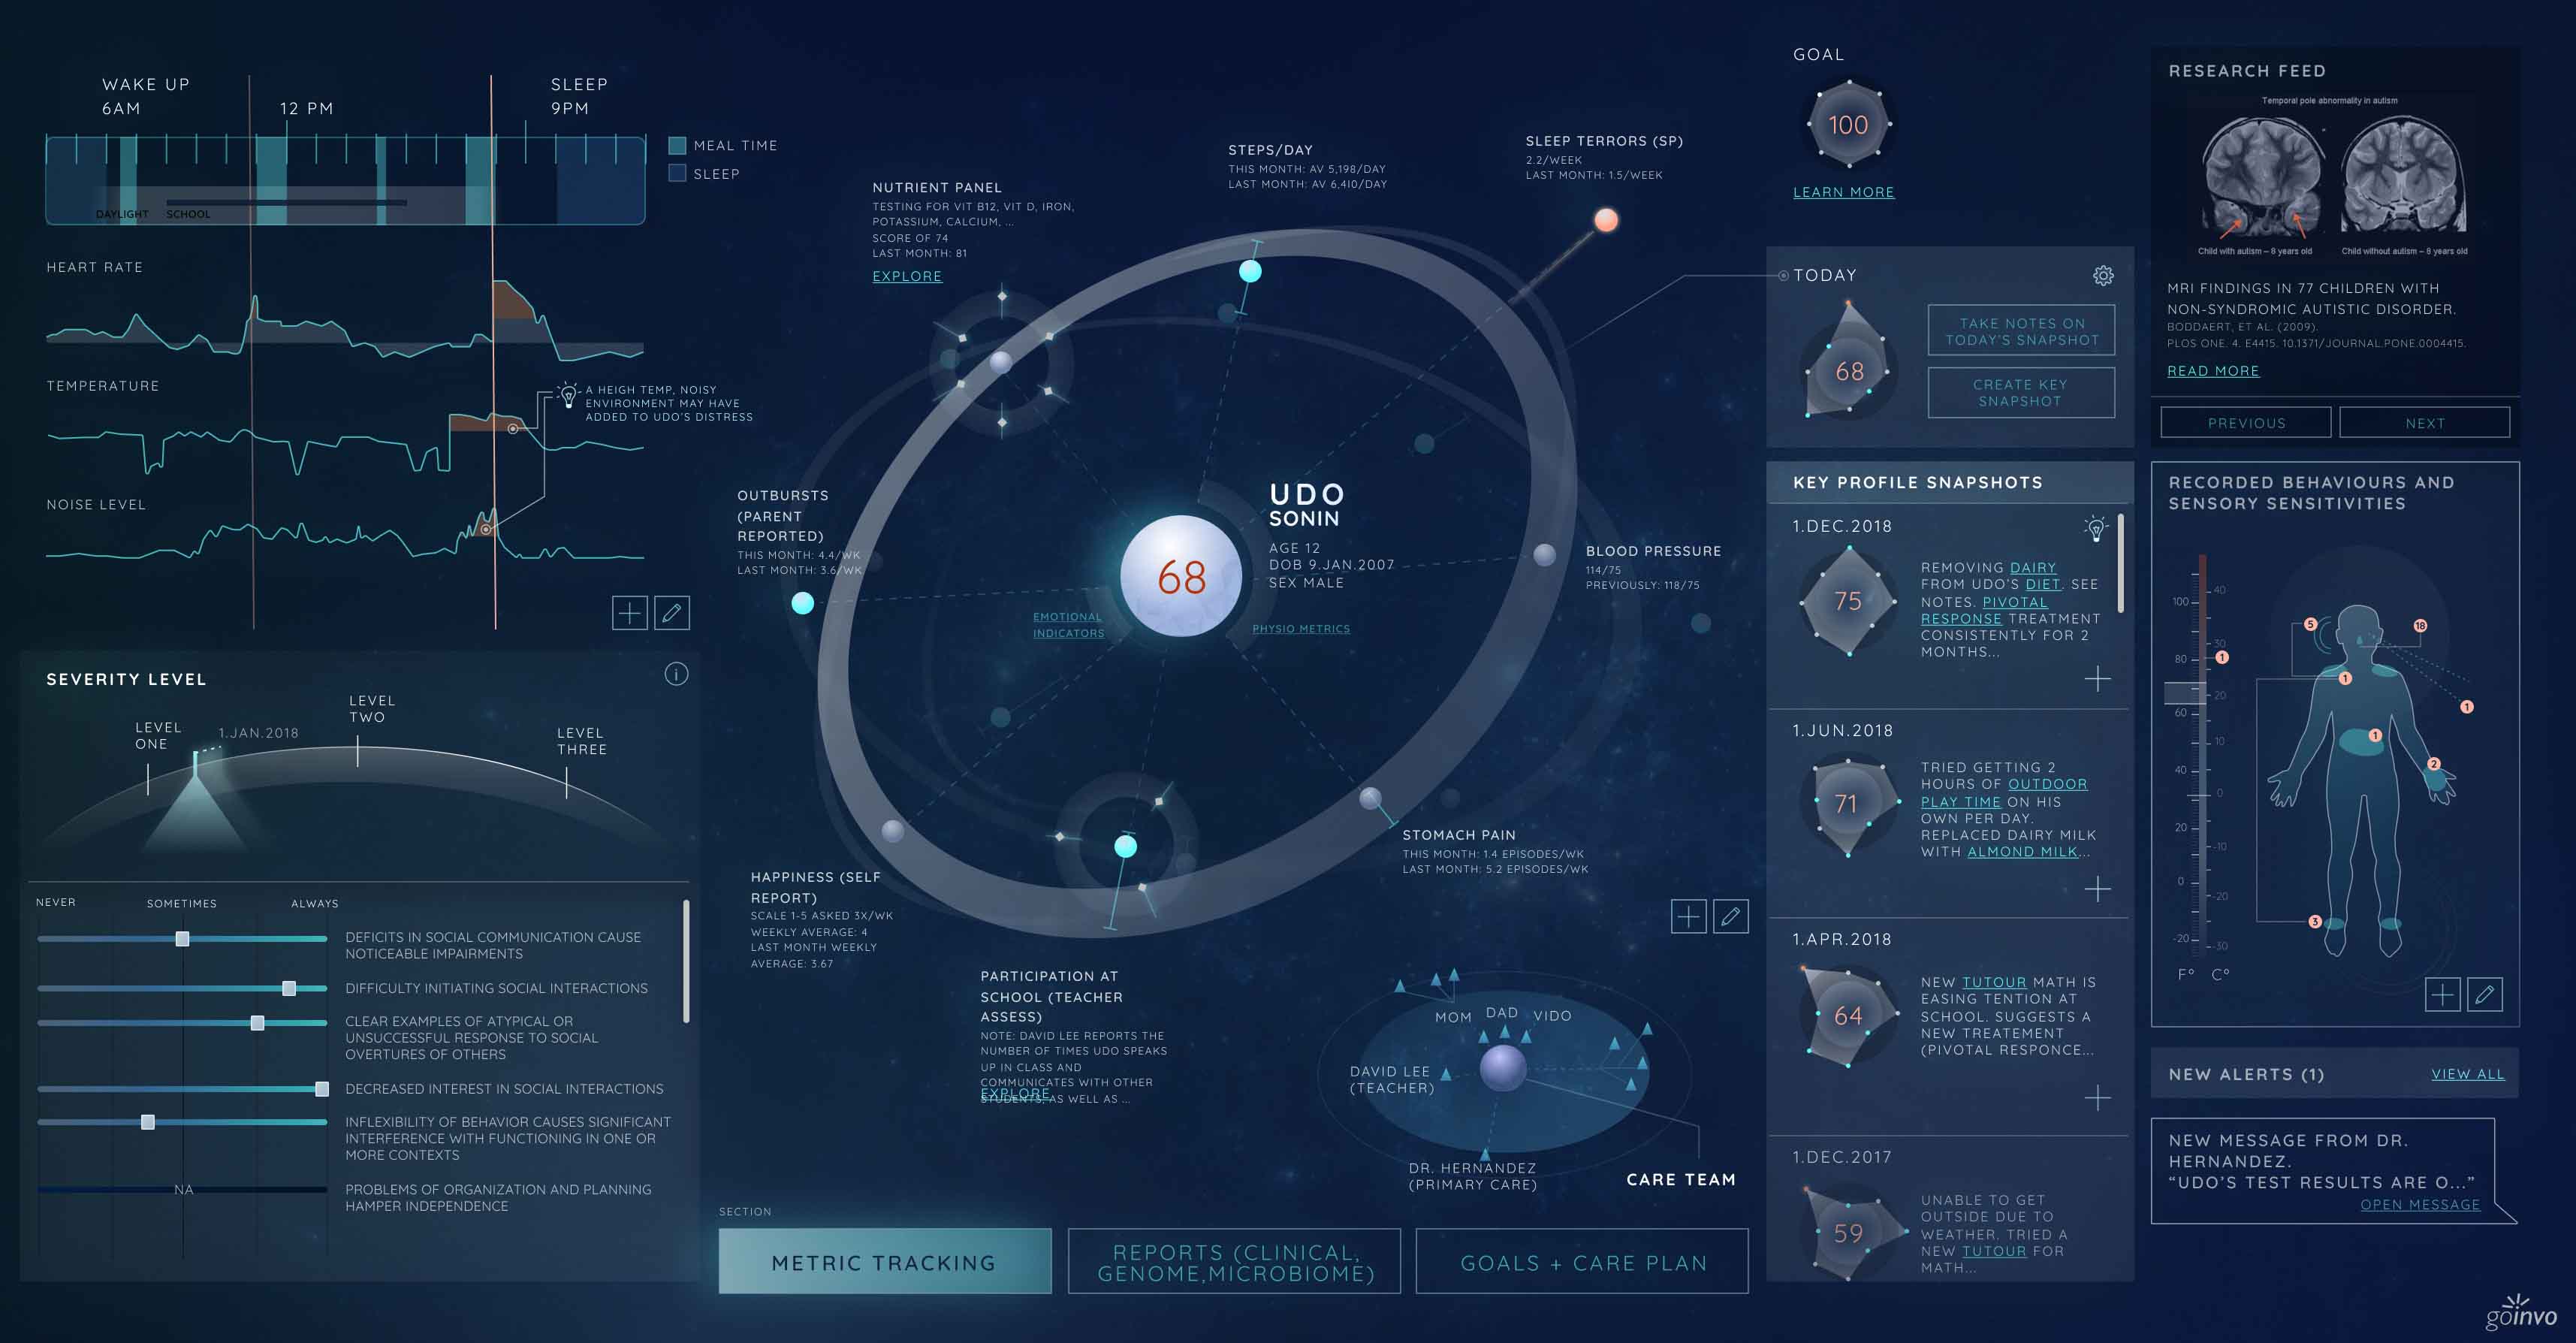 WAKE UP
6AM
12 PM
SLEEP
9PM
MEAL TIME
SLEEP
DAYLIGHT
SCHOOL
HEART RATE
TEMPERATURE
A HEIGH TEMP, NOISY
ENVIRONMENT MAY HAVE
ADDED TO UDO'S DISTRESS
NOISE LEVEL
SEVERITY LEVEL
LEVEL
ONE
1.JAN.2018
LEVEL
TWO
LEVEL
THREE
NEVER
SOMETIMES
ALWAYS
DEFICITS IN SOCIAL COMMUNICATION CAUSE
NOTICEABLE IMPAIRMENTS
DIFFICULTY INITIATING SOCIAL INTERACTIONS
CLEAR EXAMPLES OF ATYPICAL OR
UNSUCCESSFUL RESPONSE TO SOCIAL
OVERTURES OF OTHERS
DECREASED INTEREST IN SOCIAL INTERACTIONS
INFLEXIBILITY OF BEHAVIOR CAUSES SIGNIFICANT
INTERFERENCE WITH FUNCTIONING IN ONE OR
MORE CONTEXTS
NA
PROBLEMS OF ORGANIZATION AND PLANNING
HAMPER INDEPENDENCE
NUTRIENT PANEL
TESTING FOR VIT B12, VIT D, IRON,
POTASSIUM, CALCIUM, ...
SCORE OF 74
LAST MONTH: 81
EXPLORE
STEPS/DAY
THIS MONTH: AV 5,198/DAY
LAST MONTH: AV 6,410/DAY
SLEEP TERRORS (SP)
2.2/WEEK
LAST MONTH: 1.5/WEEK
OUTBURSTS
(PARENT
REPORTED)
THIS MONTH: 4.4/WK
LAST MONTH: 3.6/WK
68
UDO
SONIN
AGE 12
DOB 9.JAN.2007
SEX MALE
EMOTIONAL
INDICATORS
PHYSIO METRICS
BLOOD PRESSURE
114/75
PREVIOUSLY: 118/75
STOMACH PAIN
THIS MONTH: 1.4 EPISODES/WK
LAST MONTH: 5.2 EPISODES/WK
HAPPINESS (SELF
REPORT)
SCALE 1-5 ASKED 3X/WK
WEEKLY AVERAGE: 4
LAST MONTH WEEKLY
AVERAGE: 3.67
PARTICIPATION AT
SCHOOL (TEACHER
ASSESS)
NOTE: DAVID LEE REPORTS THE
NUMBER OF TIMES UDO SPEAKS
UP IN CLASS AND
COMMUNICATES WITH OTHER
STUDENTS, AS WELL AS ...
EXPLORE
MOM
DAD
VIDO
DAVID LEE
(TEACHER)
DR. HERNANDEZ
(PRIMARY CARE)
CARE TEAM
SECTION
METRIC TRACKING
REPORTS (CLINICAL,
GENOME,MICROBIOME)
GOALS + CARE PLAN
GOAL
100
LEARN MORE
TODAY
68
TAKE NOTES ON
TODAY'S SNAPSHOT
CREATE KEY
SNAPSHOT
KEY PROFILE SNAPSHOTS
1.DEC.2018
75
REMOVING DAIRY
FROM UDO'S DIET. SEE
NOTES. PIVOTAL
RESPONSE TREATMENT
CONSISTENTLY FOR 2
MONTHS...
1.JUN.2018
71
TRIED GETTING 2
HOURS OF OUTDOOR
PLAY TIME ON HIS
OWN PER DAY.
REPLACED DAIRY MILK
WITH ALMOND MILK...
1.APR.2018
64
NEW TUTOUR MATH IS
EASING TENTION AT
SCHOOL. SUGGESTS A
NEW TREATEMENT
(PIVOTAL RESPONCE...
1.DEC.2017
59
UNABLE TO GET
OUTSIDE DUE TO
WEATHER. TRIED A
NEW TUTOUR FOR
MATH...
RESEARCH FEED
Temporal pole abnormality in autism
Child with autism – 8 years old
Child without autism – 8 years old
MRI FINDINGS IN 77 CHILDREN WITH
NON-SYNDROMIC AUTISTIC DISORDER.
BODDAERT, ET AL. (2009).
PLOS ONE. 4. E4415. 10.1371/JOURNAL.PONE.0004415.
READ MORE
PREVIOUS
NEXT
RECORDED BEHAVIOURS AND
SENSORY SENSITIVITIES
100
80
60
40
20
0
-20
F°
40
30
20
10
0
-10
-20
-30
C°
5
18
1
1
1
1
2
3
NEW ALERTS (1)
VIEW ALL
NEW MESSAGE FROM DR.
HERNANDEZ.
"UDO'S TEST RESULTS ARE O..."
OPEN MESSAGE
goinvo